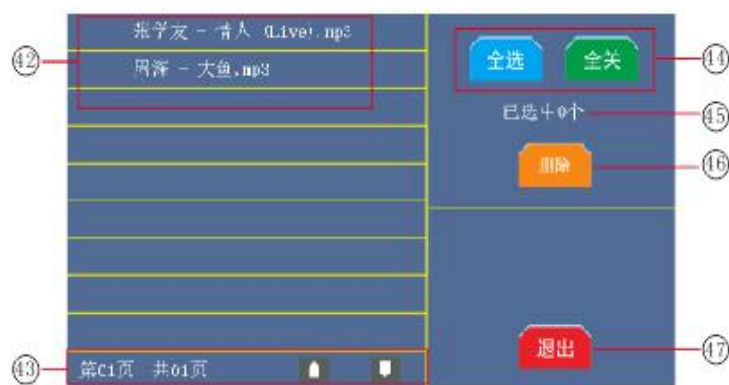 张学友 - 情人 (Live).mp3
周深 - 大鱼.mp3
第01页 共01页
全选 全关
已选中0个
删除
退出
42
43
44
45
46
47